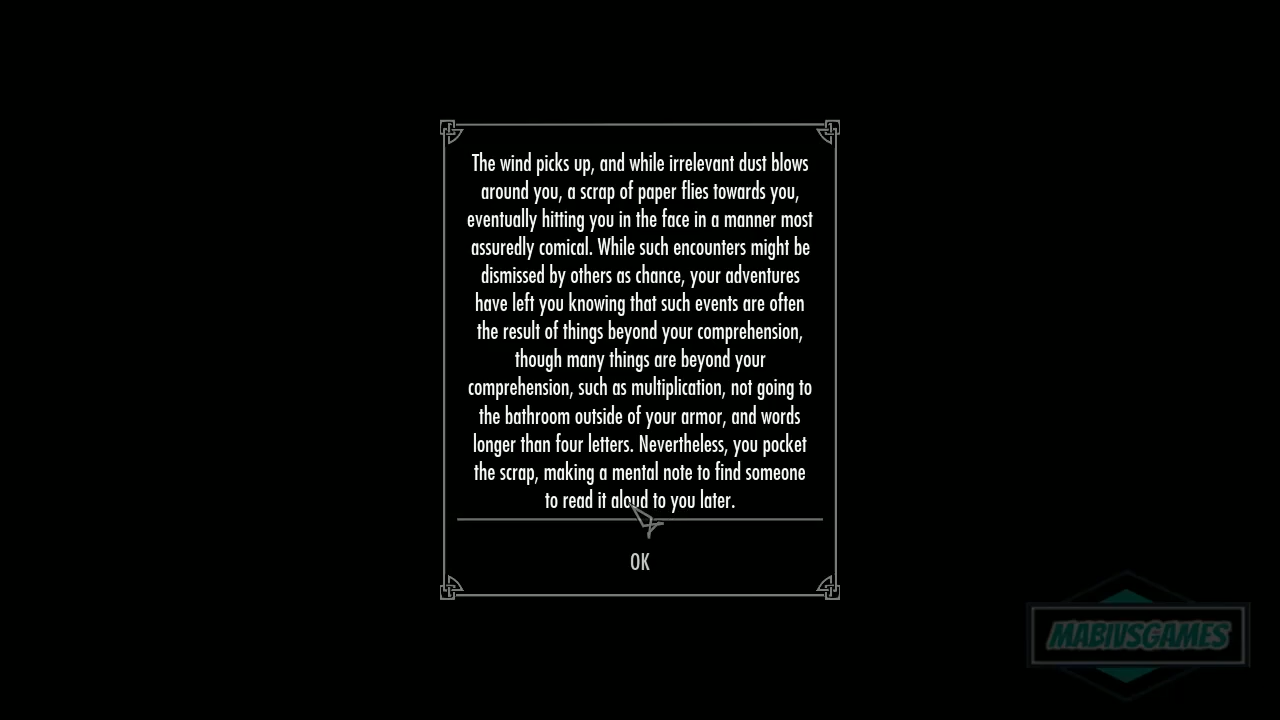 The wind picks up, and while irrelevant dust blows
around you, a scrap of paper flies towards you,
eventually hitting you in the face in a manner most
assuredly comical. While such encounters might be
dismissed by others as chance, your adventures
have left you knowing that such events are often
the result of things beyond your comprehension,
though many things are beyond your
comprehension, such as multiplication, not going to
the bathroom outside of your armor, and words
longer than four letters. Nevertheless, you pocket
the scrap, making a mental note to find someone
to read it aloud to you later.
OK
MABIVSGAMES